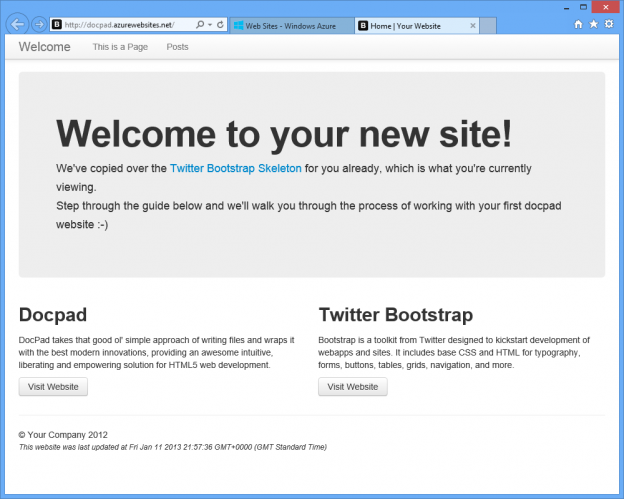 http://docpad.azurewebsites.net/
Web Sites - Windows Azure
B Home | Your Website
Welcome
This is a Page
Posts
Welcome to your new site!
We've copied over the Twitter Bootstrap Skeleton for you already, which is what you're currently
viewing.
Step through the guide below and we'll walk you through the process of working with your first docpad
website :-)
Docpad
DocPad takes that good ol' simple approach of writing files and wraps it
with the best modern innovations, providing an awesome intuitive,
liberating and empowering solution for HTML5 web development.
Visit Website
Twitter Bootstrap
Bootstrap is a toolkit from Twitter designed to kickstart development of
webapps and sites. It includes base CSS and HTML for typography,
forms, buttons, tables, grids, navigation, and more.
Visit Website
© Your Company 2012
This website was last updated at Fri Jan 11 2013 21:57:36 GMT+0000 (GMT Standard Time)